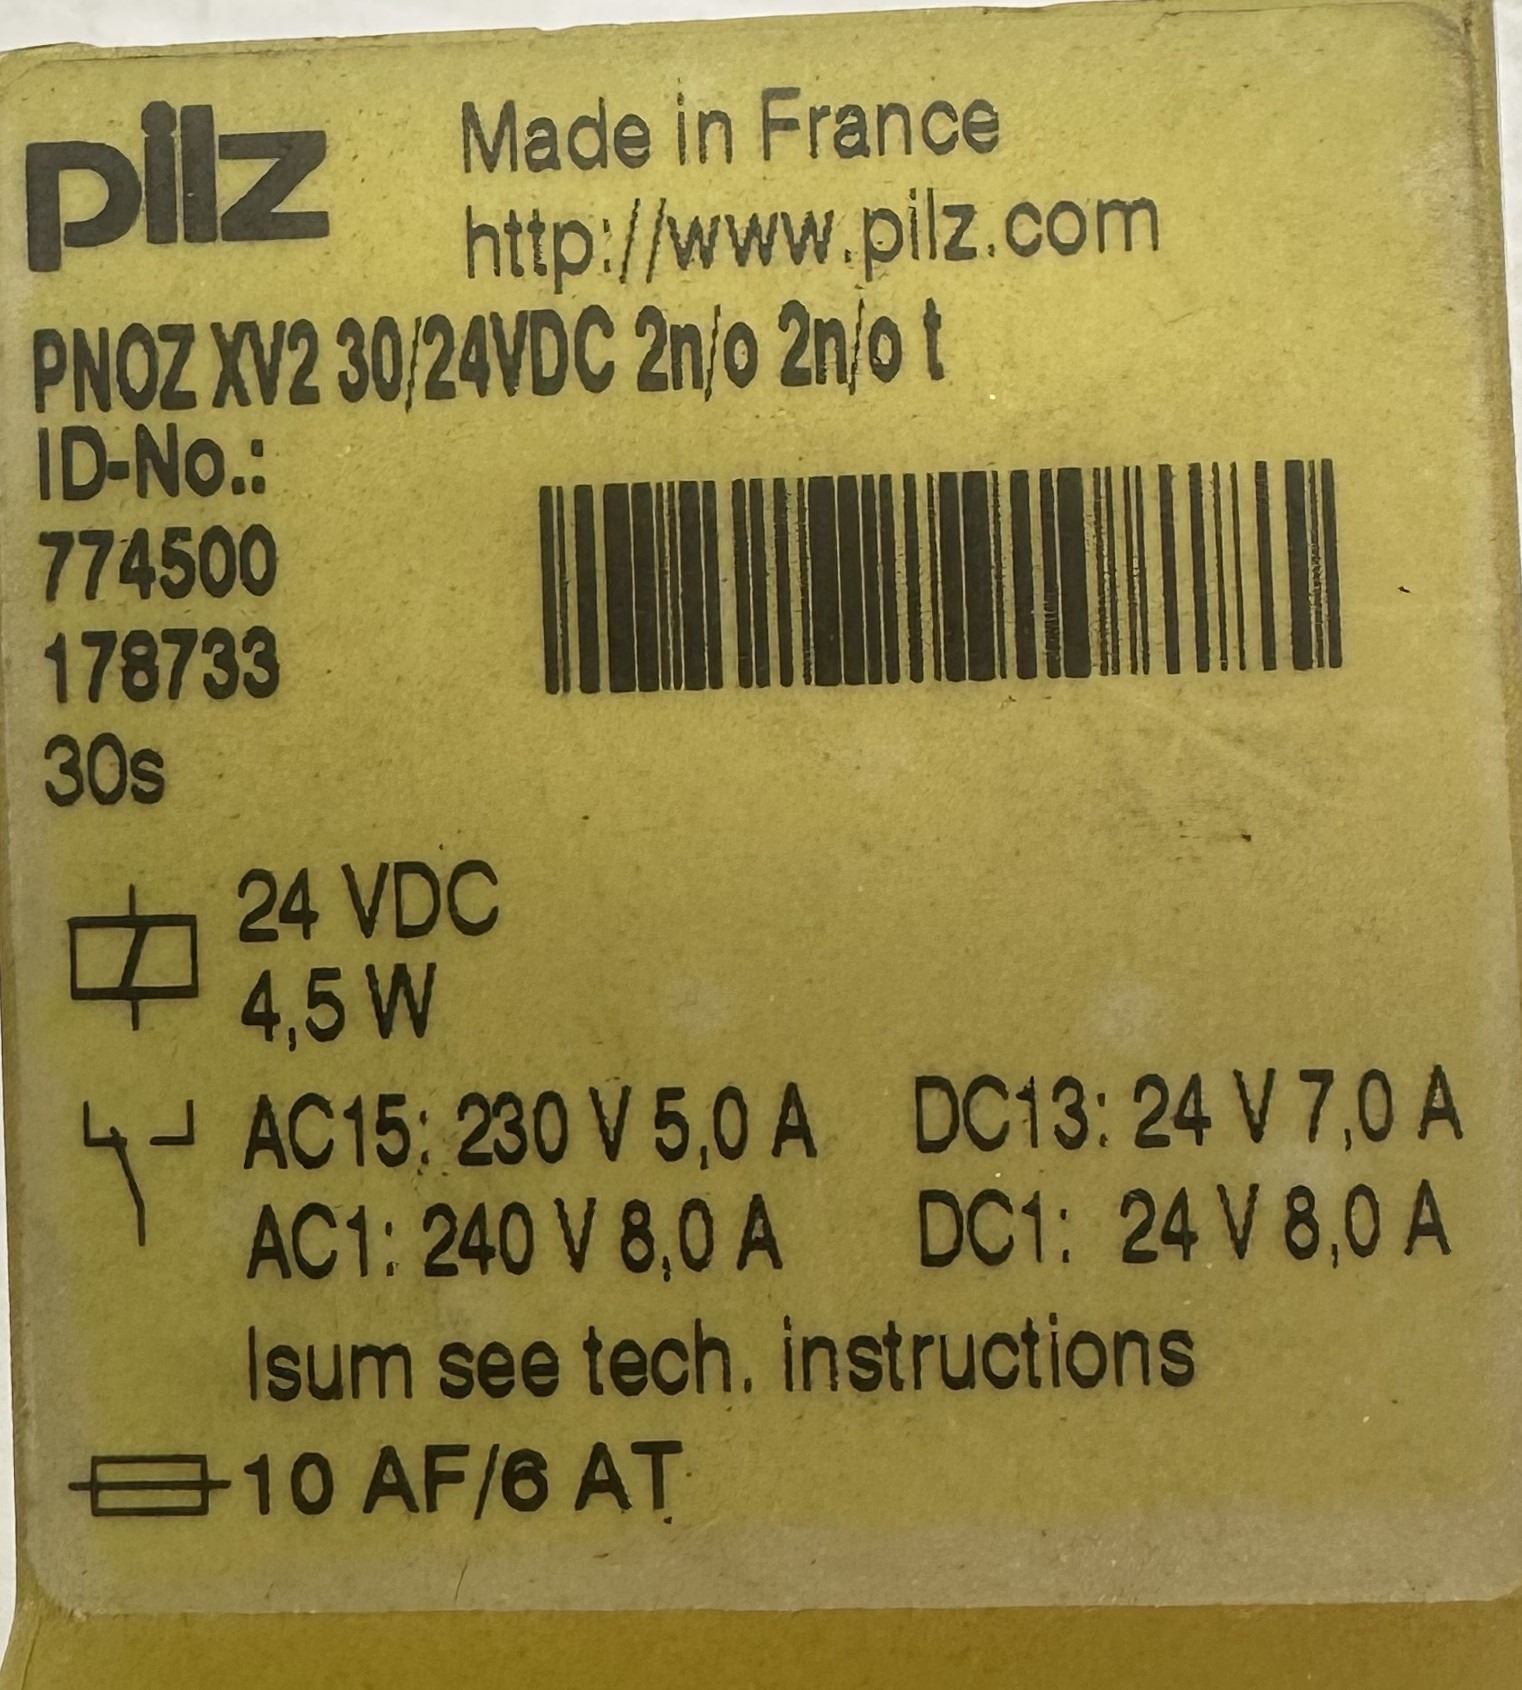 pilz
Made in France
http://www.pilz.com
PNOZ XV2 30/24VDC 2n/o 2n/o t
ID-No.:
774500
178733
30s
24 VDC
4,5 W
AC15: 230 V 5,0 A DC13: 24 V 7,0 A
AC1: 240 V 8,0 A DC1: 24 V 8,0 A
Isum see tech. instructions
10 AF/6 AT